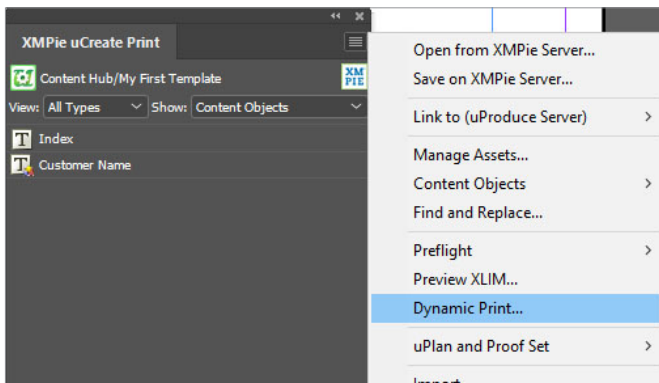 XMPie uCreate Print
Content Hub/My First Template
XM
PIE
View: All Types Show: Content Objects
T Index
T Customer Name
Open from XMPie Server...
Save on XMPie Server...
Link to (uProduce Server)
Manage Assets...
Content Objects
Find and Replace...
Preflight
Preview XLIM...
Dynamic Print...
uPlan and Proof Set
Import